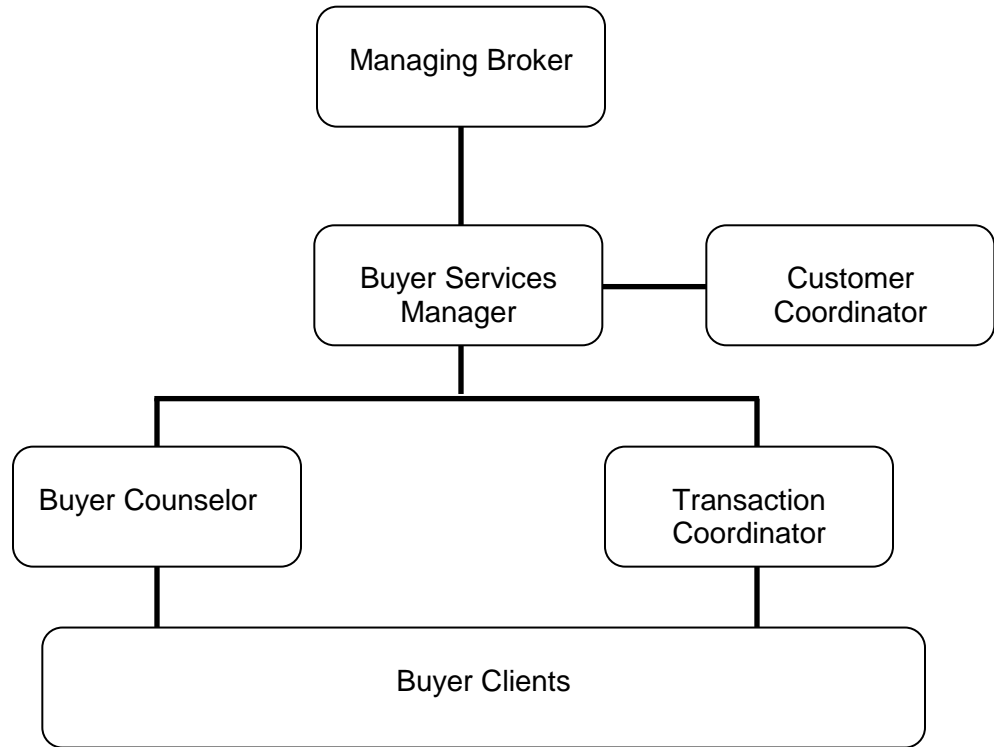 Managing Broker
Buyer Services
Manager
Customer
Coordinator
Buyer Counselor
Transaction
Coordinator
Buyer Clients